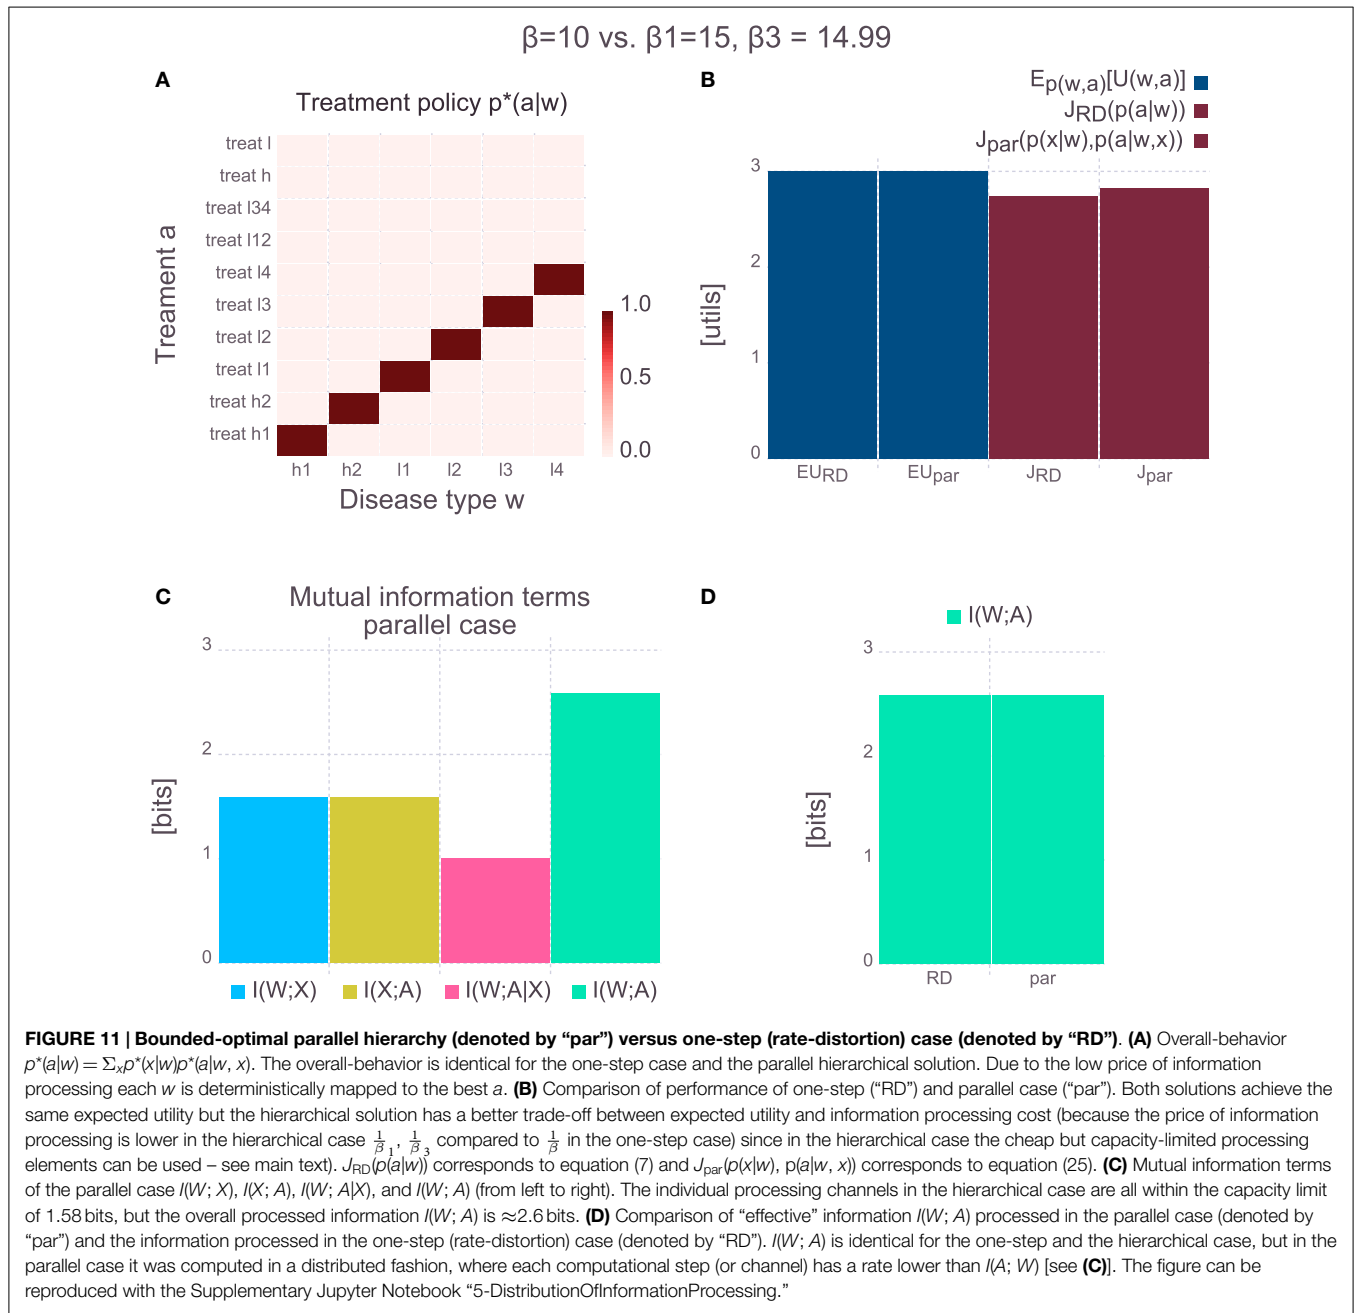 β=10 vs. β1=15, β3 = 14.99
A
Treatment policy p*(a|w)
treat l
treat h
treat l34
treat l12
treat l4
treat l3
treat l2
treat l1
treat h2
treat h1
Treament a
1.0
0.5
0.0
h1 h2 l1 l2 l3 l4
Disease type w
B
Ep(w,a)[U(w,a)]
JRD(p(a|w))
Jpar(p(x|w),p(a|w,x))
3
2
1
0
[utils]
EURD EUpar JRD Jpar
C
Mutual information terms
parallel case
3
2
1
0
[bits]
I(W;X) I(X;A) I(W;A|X) I(W;A)
D
I(W;A)
3
2
1
0
[bits]
RD par
FIGURE 11 | Bounded-optimal parallel hierarchy (denoted by “par”) versus one-step (rate-distortion) case (denoted by “RD”). (A) Overall-behavior
p*(a|w) = Σxp*(x|w)p*(a|w, x). The overall-behavior is identical for the one-step case and the parallel hierarchical solution. Due to the low price of information
processing each w is deterministically mapped to the best a. (B) Comparison of performance of one-step (“RD”) and parallel case (“par”). Both solutions achieve the
same expected utility but the hierarchical solution has a better trade-off between expected utility and information processing cost (because the price of information
processing is lower in the hierarchical case 1/β1, 1/β3 compared to 1/β in the one-step case) since in the hierarchical case the cheap but capacity-limited processing
elements can be used – see main text). JRD(p(a|w)) corresponds to equation (7) and Jpar(p(x|w), p(a|w, x)) corresponds to equation (25). (C) Mutual information terms
of the parallel case I(W; X), I(X; A), I(W; A|X), and I(W; A) (from left to right). The individual processing channels in the hierarchical case are all within the capacity limit
of 1.58 bits, but the overall processed information I(W; A) is ≈2.6 bits. (D) Comparison of “effective” information I(W; A) processed in the parallel case (denoted by
“par”) and the information processed in the one-step (rate-distortion) case (denoted by “RD”). I(W; A) is identical for the one-step and the hierarchical case, but in the
parallel case it was computed in a distributed fashion, where each computational step (or channel) has a rate lower than I(A; W) [see (C)]. The figure can be
reproduced with the Supplementary Jupyter Notebook “5-DistributionOfInformationProcessing.”